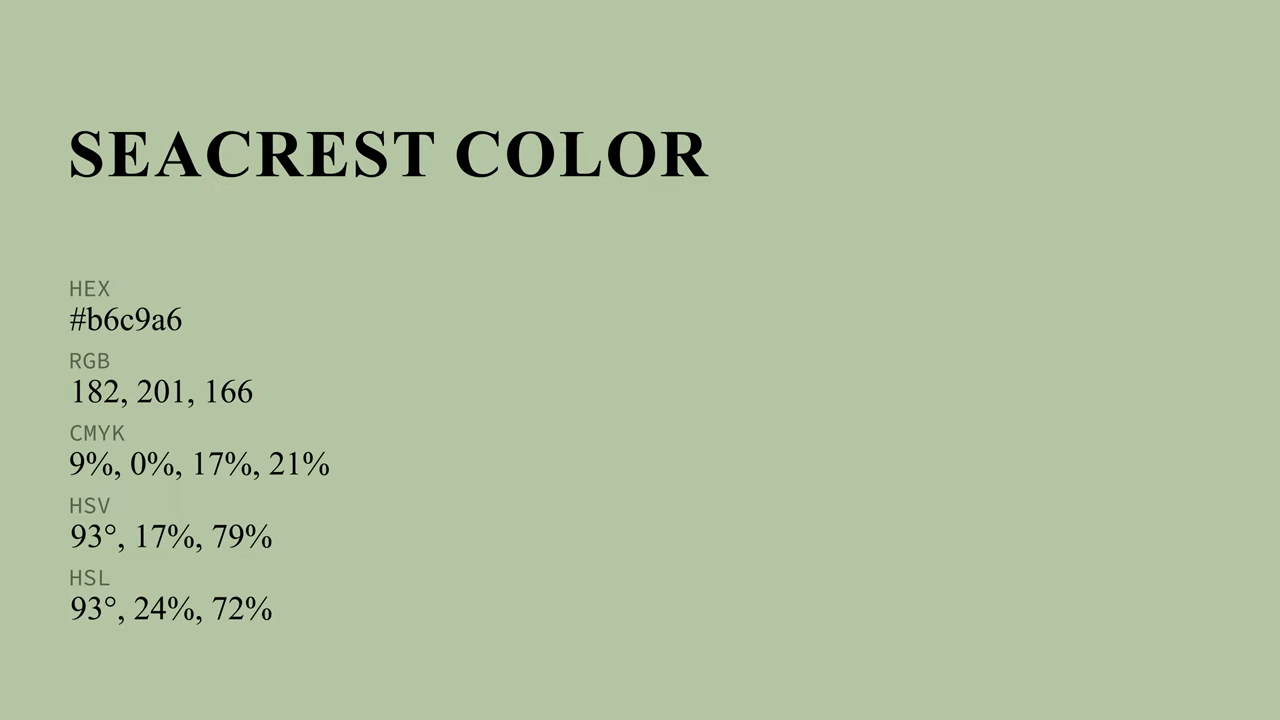 SEACREST COLOR
HEX
#b6c9a6
RGB
182, 201, 166
CMYK
9%, 0%, 17%, 21%
HSV
93°, 17%, 79%
HSL
93°, 24%, 72%